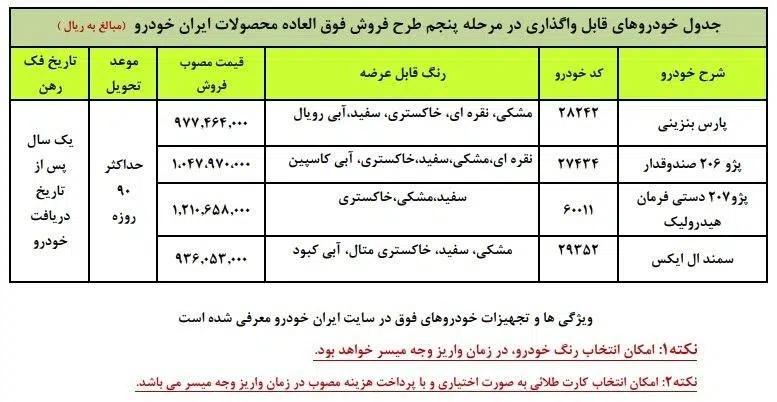 جدول خودروهای قابل واگذاری در مرحله پنجم طرح فروش فوق العاده محصولات ایران خودرو (مبالغ به ریال)
شرح خودرو کد خودرو رنگ قابل عرضه قیمت مصوب فروش موعد تحویل تاریخ فک رهن
پارس بنزینی ۲۸۲۴۲ مشکی، نقره ای، خاکستری، سفید،آبی رویال ۹۷۷,۴۶۴,۰۰۰
پژو ۲۰۶ صندوقدار ۲۷۴۳۴ نقره ای،مشکی،سفید،خاکستری، آبی کاسپین ۱,۰۴۷,۹۷۰,۰۰۰
پژو۲۰۷ دستی فرمان هیدرولیک ۶۰۰۱۱ سفید،مشکی،خاکستری ۱,۲۱۰,۶۵۸,۰۰۰
سمند ال ایکس ۲۹۳۵۲ مشکی، سفید، خاکستری متال، آبی کبود ۹۳۶,۰۵۳,۰۰۰
حداکثر
۹۰
روزه
یک سال
پس از
تاریخ
دریافت
خودرو
ویژگی ها و تجهیزات خودروهای فوق در سایت ایران خودرو معرفی شده است
نکته۱: امکان انتخاب رنگ خودرو، در زمان واریز وجه میسر خواهد بود.
نکته۲: امکان انتخاب کارت طلائی به صورت اختیاری و با پرداخت هزینه مصوب در زمان واریز وجه میسر می باشد.